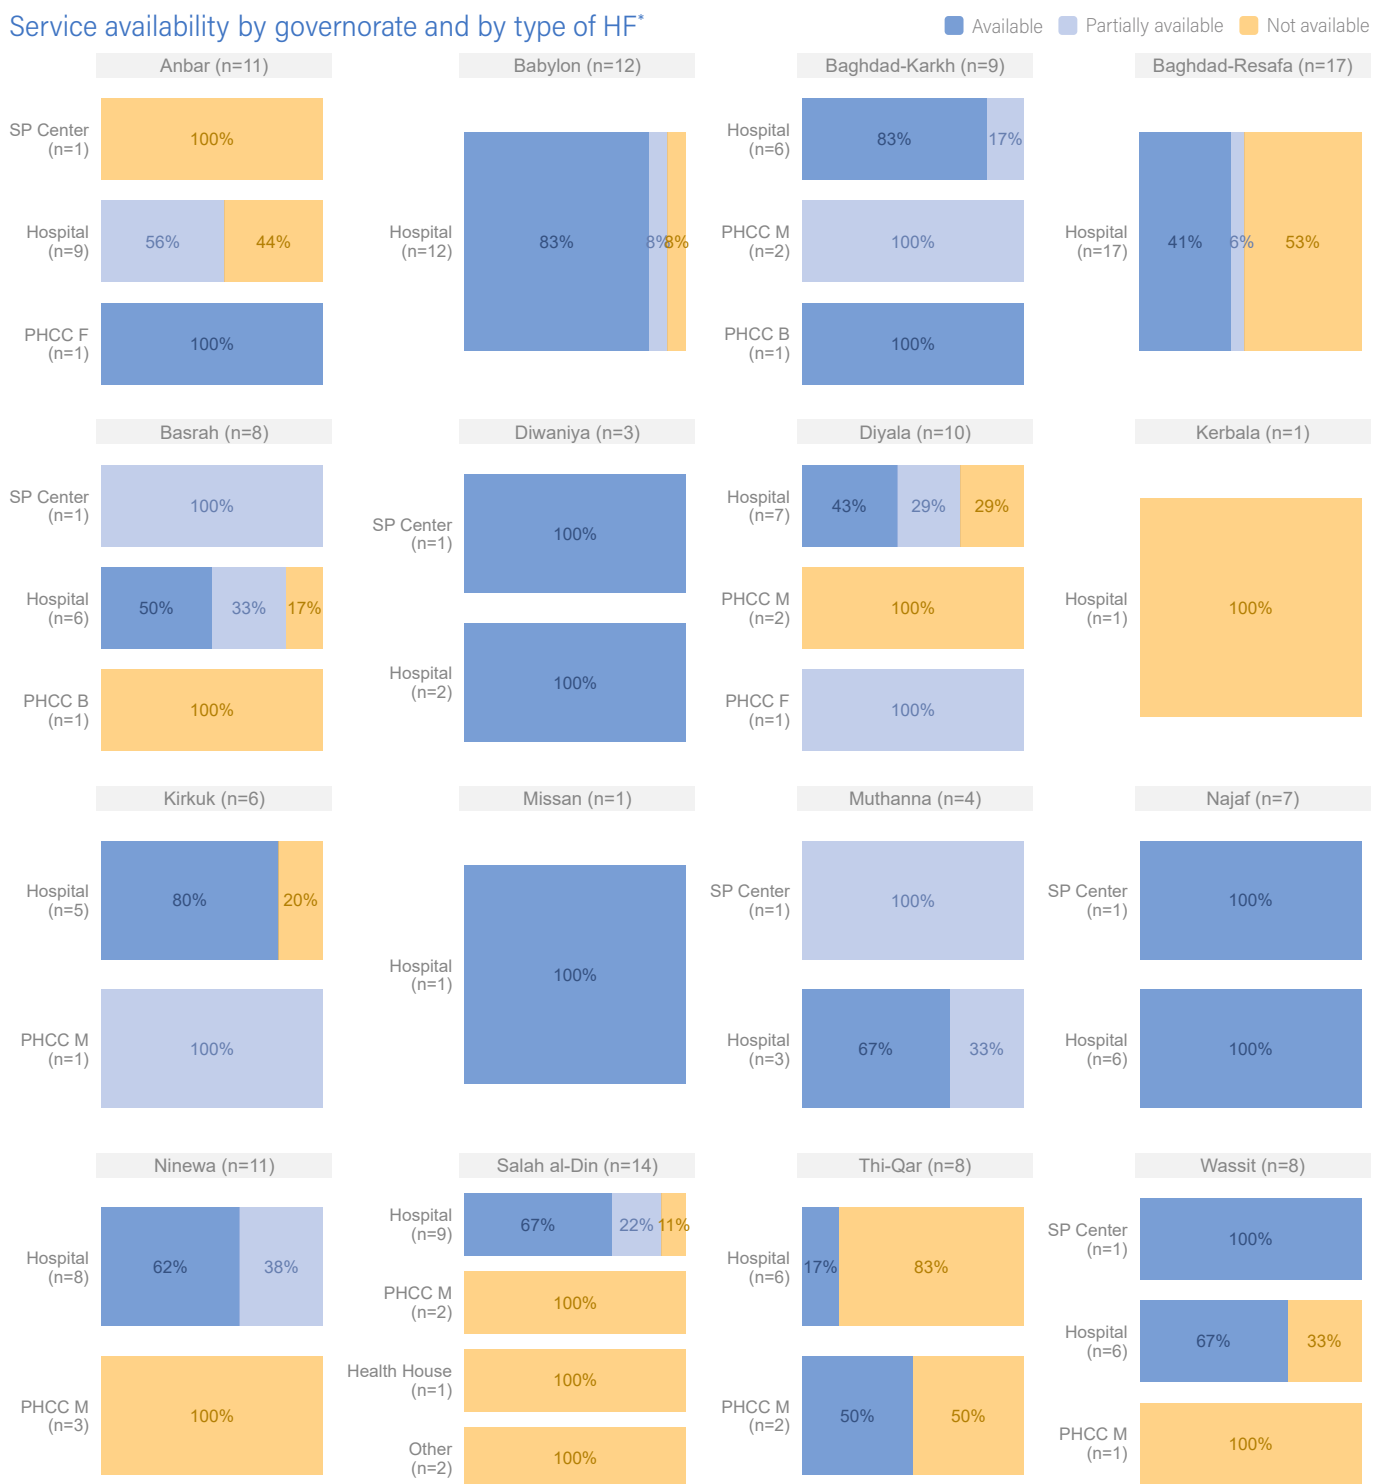 Service availability by governorate and by type of HF*
Available Partially available Not available
Anbar (n=11)
SP Center
(n=1)
100%
Hospital
(n=9)
56% 44%
PHCC F
(n=1)
100%
Babylon (n=12)
Hospital
(n=12)
83% 8% 8%
Baghdad-Karkh (n=9)
Hospital
(n=6)
83% 17%
PHCC M
(n=2)
100%
PHCC B
(n=1)
100%
Baghdad-Resafa (n=17)
Hospital
(n=17)
41% 6% 53%
Basrah (n=8)
SP Center
(n=1)
100%
Hospital
(n=6)
50% 33% 17%
PHCC B
(n=1)
100%
Diwaniya (n=3)
SP Center
(n=1)
100%
Hospital
(n=2)
100%
Diyala (n=10)
Hospital
(n=7)
43% 29% 29%
PHCC M
(n=2)
100%
PHCC F
(n=1)
100%
Kerbala (n=1)
Hospital
(n=1)
100%
Kirkuk (n=6)
Hospital
(n=5)
80% 20%
PHCC M
(n=1)
100%
Missan (n=1)
Hospital
(n=1)
100%
Muthanna (n=4)
SP Center
(n=1)
100%
Hospital
(n=3)
67% 33%
Najaf (n=7)
SP Center
(n=1)
100%
Hospital
(n=6)
100%
Ninewa (n=11)
Hospital
(n=8)
62% 38%
PHCC M
(n=3)
100%
Salah al-Din (n=14)
Hospital
(n=9)
67% 22% 11%
PHCC M
(n=2)
100%
Health House
(n=1)
100%
Other
(n=2)
100%
Thi-Qar (n=8)
Hospital
(n=6)
17% 83%
PHCC M
(n=2)
50% 50%
Wassit (n=8)
SP Center
(n=1)
100%
Hospital
(n=6)
67% 33%
PHCC M
(n=1)
100%